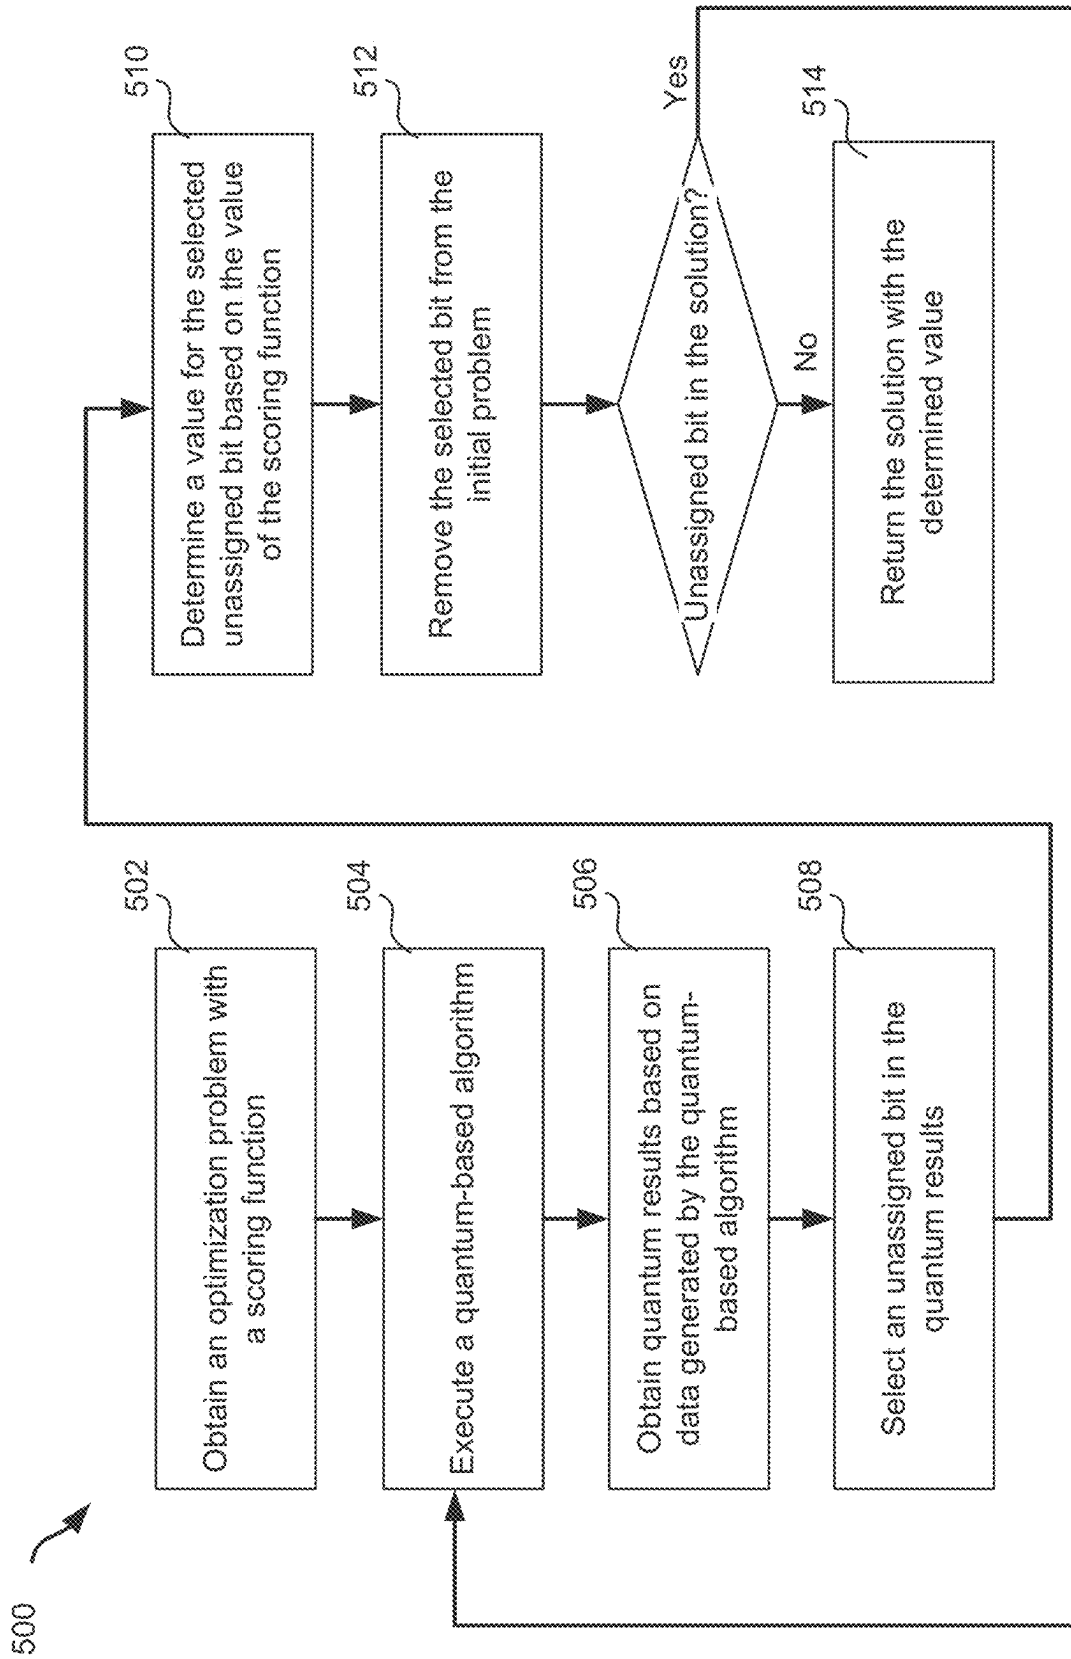 500
502
Obtain an optimization problem with
a scoring function
504
Execute a quantum-based algorithm
506
Obtain quantum results based on
data generated by the quantum-
based algorithm
508
Select an unassigned bit in the
quantum results
510
Determine a value for the selected
unassigned bit based on the value
of the scoring function
512
Remove the selected bit from the
initial problem
Unassigned bit in the solution?
Yes
No
514
Return the solution with the
determined value